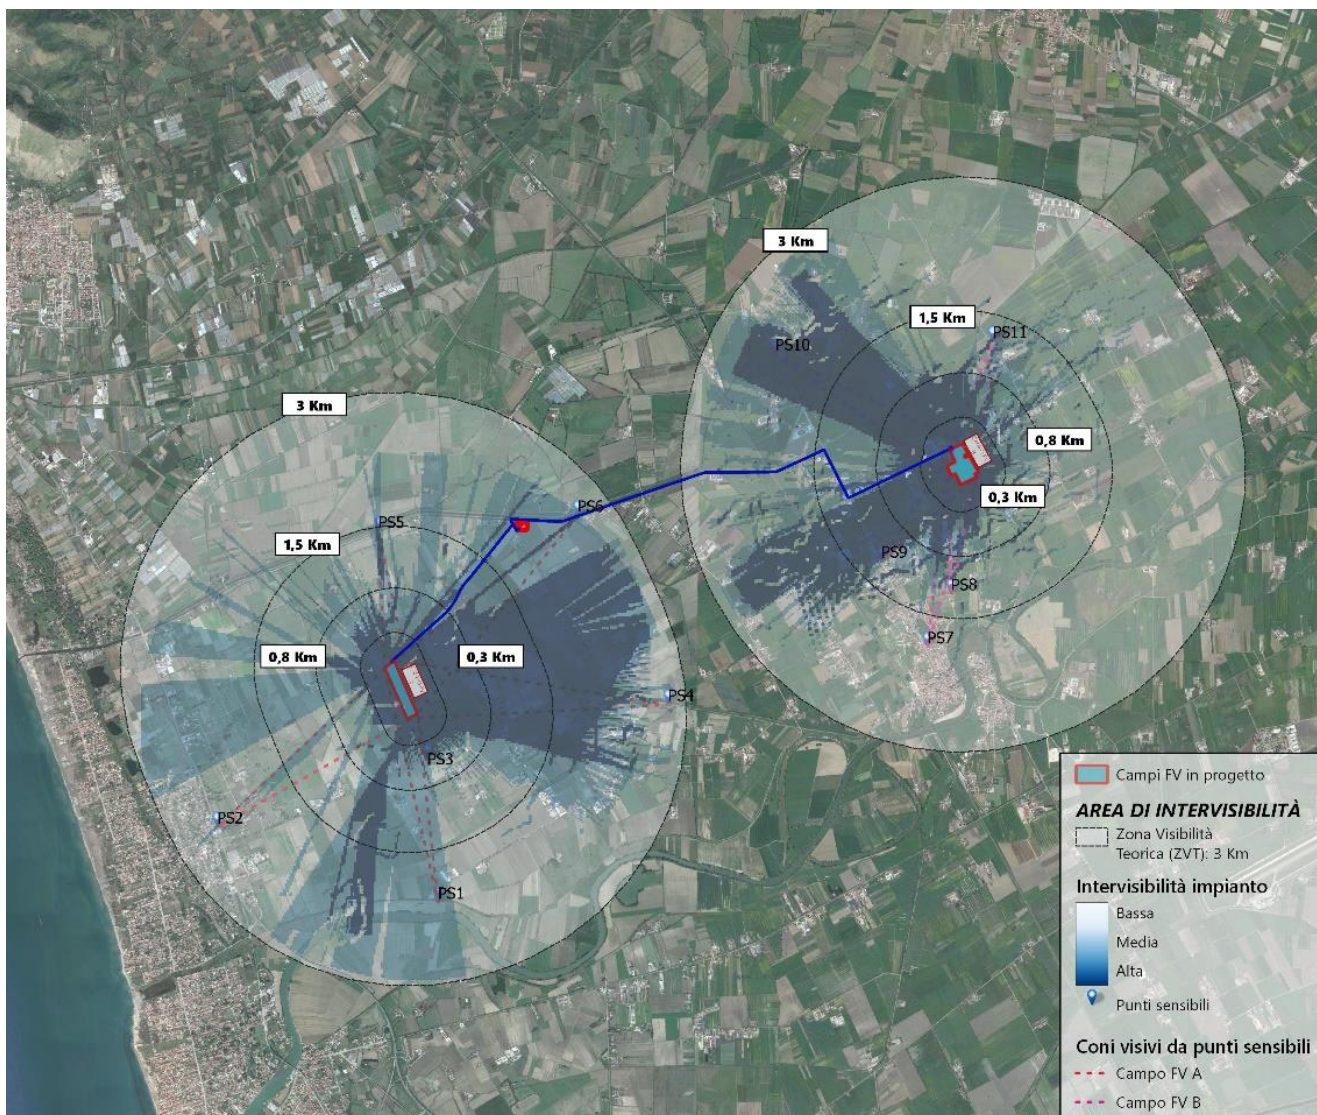 3 Km
1,5 Km
PS11
PS10
3 Km
0,8 Km
0,3 Km
PS6
PS5
1,5 Km
PS9
PS8
PS7
0,8 Km
0,3 Km
PS4
PS3
PS2
PS1
Campi FV in progetto
AREA DI INTERVISIBILITÀ
Zona Visibilità
Teorica (ZVT): 3 Km
Intervisibilità impianto
Bassa
Media
Alta
Punti sensibili
Coni visivi da punti sensibili
Campo FV A
Campo FV B